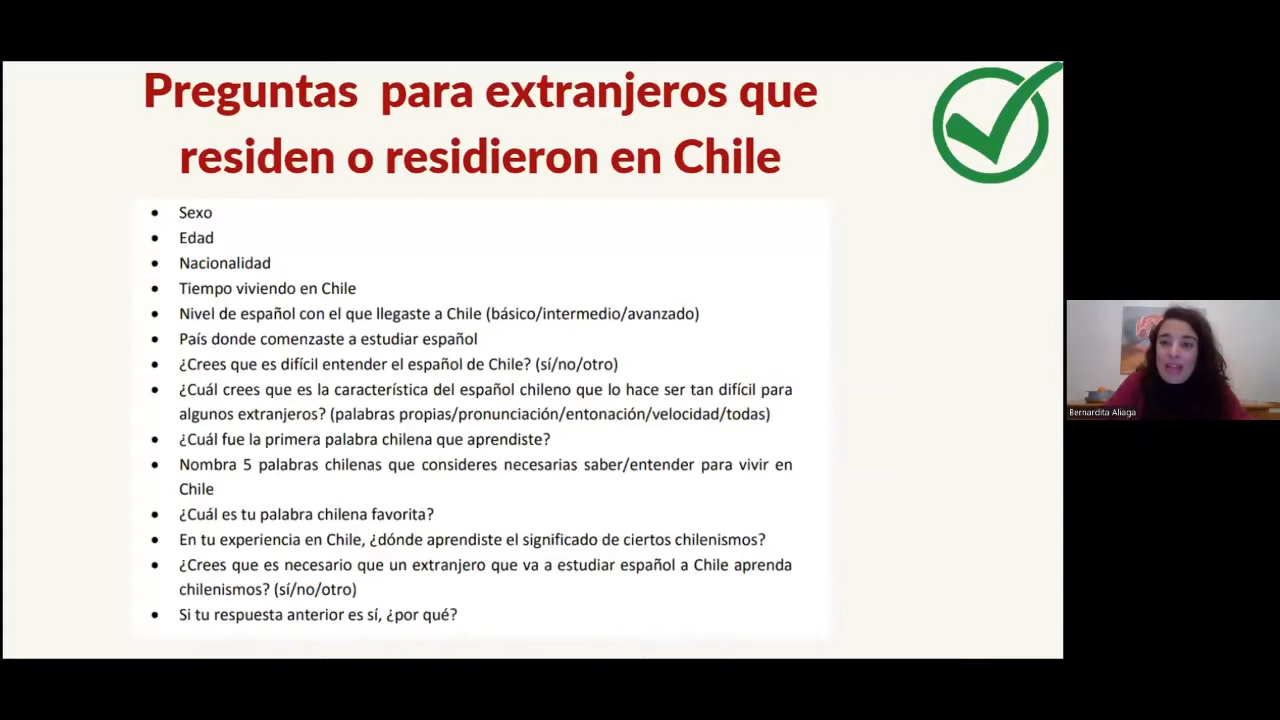 Preguntas para extranjeros que
residen o residieron en Chile
• Sexo
• Edad
• Nacionalidad
• Tiempo viviendo en Chile
• Nivel de español con el que llegaste a Chile (básico/intermedio/avanzado)
• País donde comenzaste a estudiar español
• ¿Crees que es difícil entender el español de Chile? (sí/no/otro)
• ¿Cuál crees que es la característica del español chileno que lo hace ser tan difícil para
algunos extranjeros? (palabras propias/pronunciación/entonación/velocidad/todas)
• ¿Cuál fue la primera palabra chilena que aprendiste?
• Nombra 5 palabras chilenas que consideres necesarias saber/entender para vivir en
Chile
• ¿Cuál es tu palabra chilena favorita?
• En tu experiencia en Chile, ¿dónde aprendiste el significado de ciertos chilenismos?
• ¿Crees que es necesario que un extranjero que va a estudiar español a Chile aprenda
chilenismos? (sí/no/otro)
• Si tu respuesta anterior es sí, ¿por qué?
Bernardita Aliaga